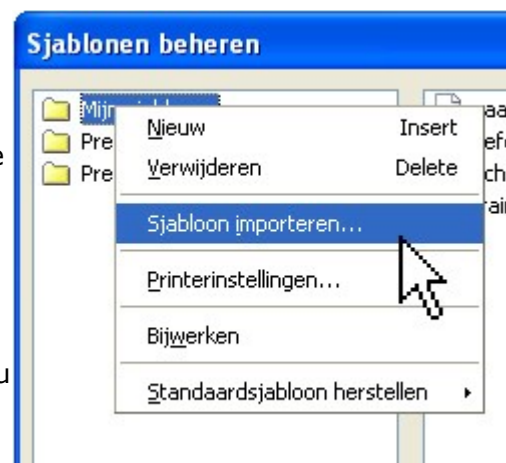 Sjablonen beheren
Nieuw Insert
Verwijderen Delete
Sjabloon importeren...
Printerinstellingen...
Bijwerken
Standaardsjabloon herstellen